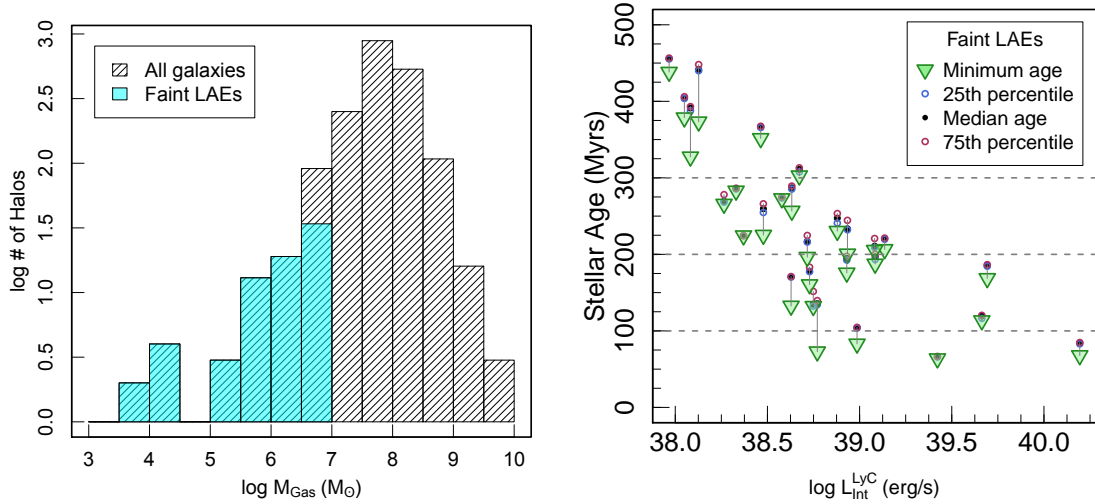 3.0
2.5
2.0
1.5
1.0
0.5
0.0
log # of Halos
All galaxies
Faint LAEs
3 4 5 6 7 8 9 10
log M_Gas (M_⊙)
500
400
300
200
100
0
Stellar Age (Myrs)
Faint LAEs
Minimum age
25th percentile
Median age
75th percentile
38.0 38.5 39.0 39.5 40.0
log L_Int^LyC (erg/s)